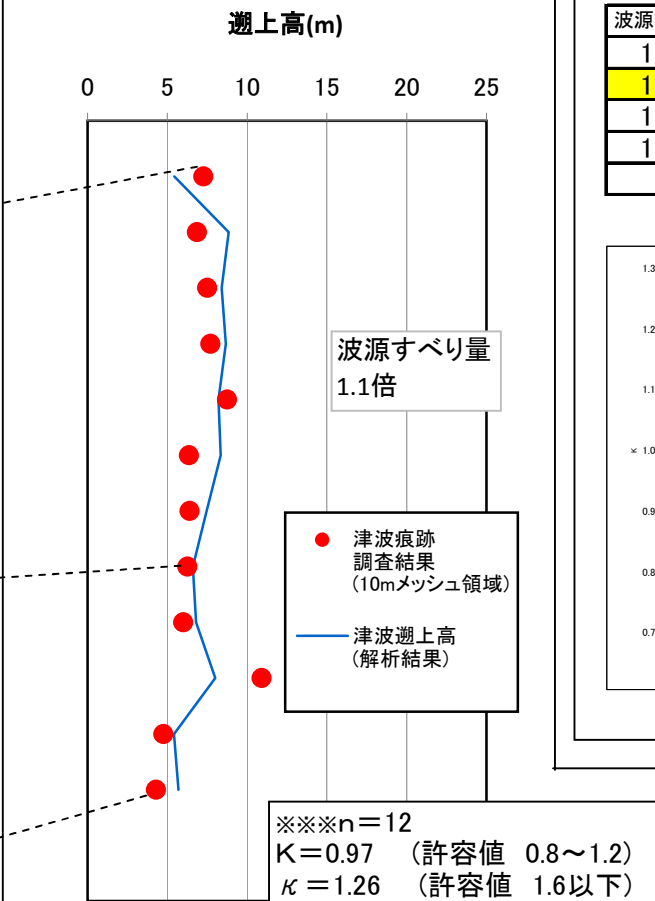 遡上高(m)
0 5 10 15 20 25
波源すべり量
1.1倍
津波痕跡
調査結果
(10mメッシュ領域)
津波遡上高
(解析結果)
※※※n=12
K=0.97 (許容値 0.8～1.2)
κ=1.26 (許容値 1.6以下)
波源
1
1
1
1
1.3
1.2
1.1
κ 1.0
0.9
0.8
0.7